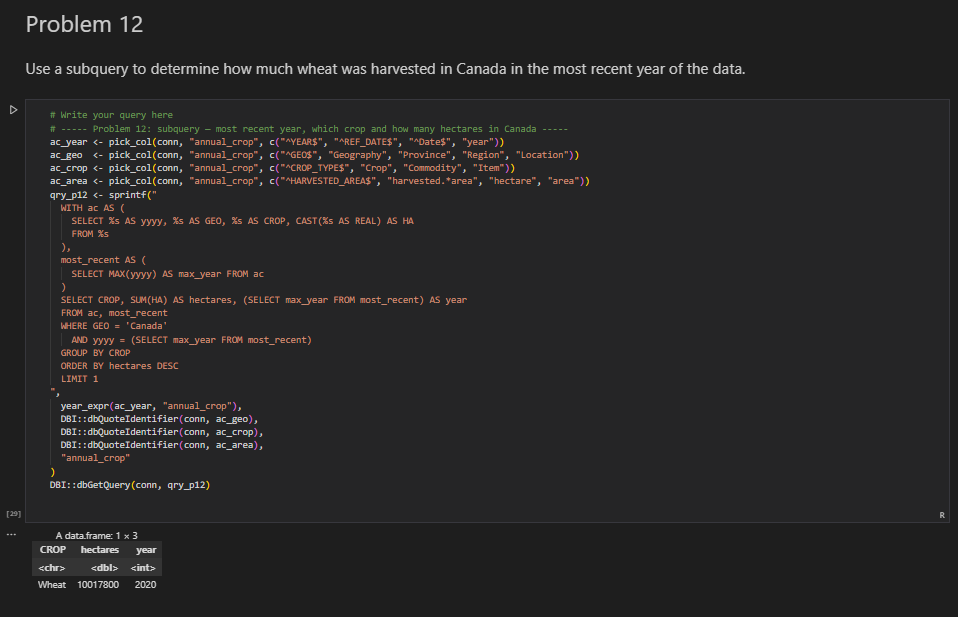 Problem 12
Use a subquery to determine how much wheat was harvested in Canada in the most recent year of the data.
# Write your query here
# ----- Problem 12: subquery — most recent year, which crop and how many hectares in Canada -----
ac_year <- pick_col(conn, "annual_crop", c("^YEAR$", "^REF_DATE$", "^Date$", "year"))
ac_geo  <- pick_col(conn, "annual_crop", c("^GEO$", "Geography", "Province", "Region", "Location"))
ac_crop <- pick_col(conn, "annual_crop", c("^CROP_TYPE$", "Crop", "Commodity", "Item"))
ac_area <- pick_col(conn, "annual_crop", c("^HARVESTED_AREA$", "harvested.*area", "hectare", "area"))
qry_p12 <- sprintf("
  WITH ac AS (
    SELECT %s AS yyyy, %s AS GEO, %s AS CROP, CAST(%s AS REAL) AS HA
    FROM %s
  ),
  most_recent AS (
    SELECT MAX(yyyy) AS max_year FROM ac
  )
  SELECT CROP, SUM(HA) AS hectares, (SELECT max_year FROM most_recent) AS year
  FROM ac, most_recent
  WHERE GEO = 'Canada'
    AND yyyy = (SELECT max_year FROM most_recent)
  GROUP BY CROP
  ORDER BY hectares DESC
  LIMIT 1
",
  year_expr(ac_year, "annual_crop"),
  DBI::dbQuoteIdentifier(conn, ac_geo),
  DBI::dbQuoteIdentifier(conn, ac_crop),
  DBI::dbQuoteIdentifier(conn, ac_area),
  "annual_crop"
)
DBI::dbGetQuery(conn, qry_p12)
[29]
R
...
A data.frame: 1 × 3
CROP hectares year
<chr> <dbl> <int>
Wheat 10017800 2020